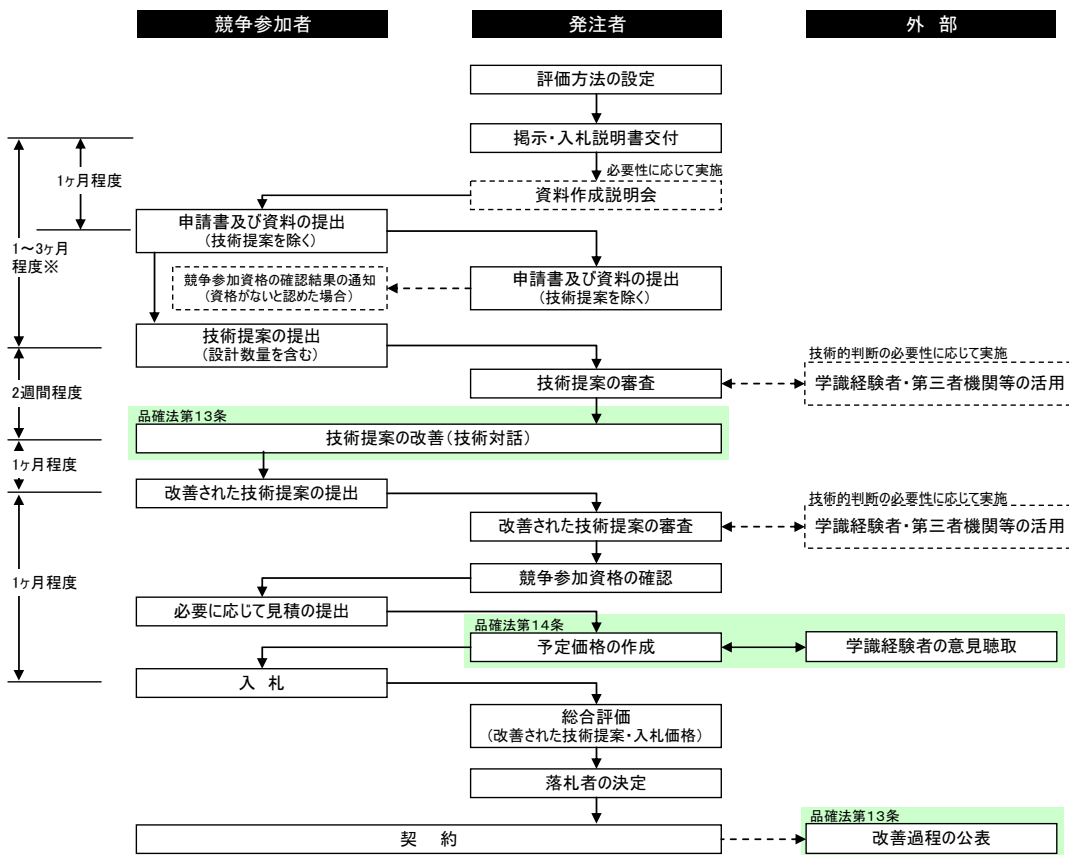 競争参加者
発注者
外 部
評価方法の設定
掲示・入札説明書交付
必要性に応じて実施
資料作成説明会
1ヶ月程度
申請書及び資料の提出
(技術提案を除く)
1～3ヶ月
程度※
競争参加資格の確認結果の通知
(資格がないと認めた場合)
申請書及び資料の提出
(技術提案を除く)
技術提案の提出
(設計数量を含む)
技術的判断の必要性に応じて実施
技術提案の審査
学識経験者・第三者機関等の活用
2週間程度
品確法第13条
技術提案の改善(技術対話)
1ヶ月程度
改善された技術提案の提出
技術的判断の必要性に応じて実施
改善された技術提案の審査
学識経験者・第三者機関等の活用
1ヶ月程度
競争参加資格の確認
必要に応じて見積の提出
品確法第14条
予定価格の作成
学識経験者の意見聴取
入 札
総合評価
(改善された技術提案・入札価格)
落札者の決定
品確法第13条
契 約
改善過程の公表